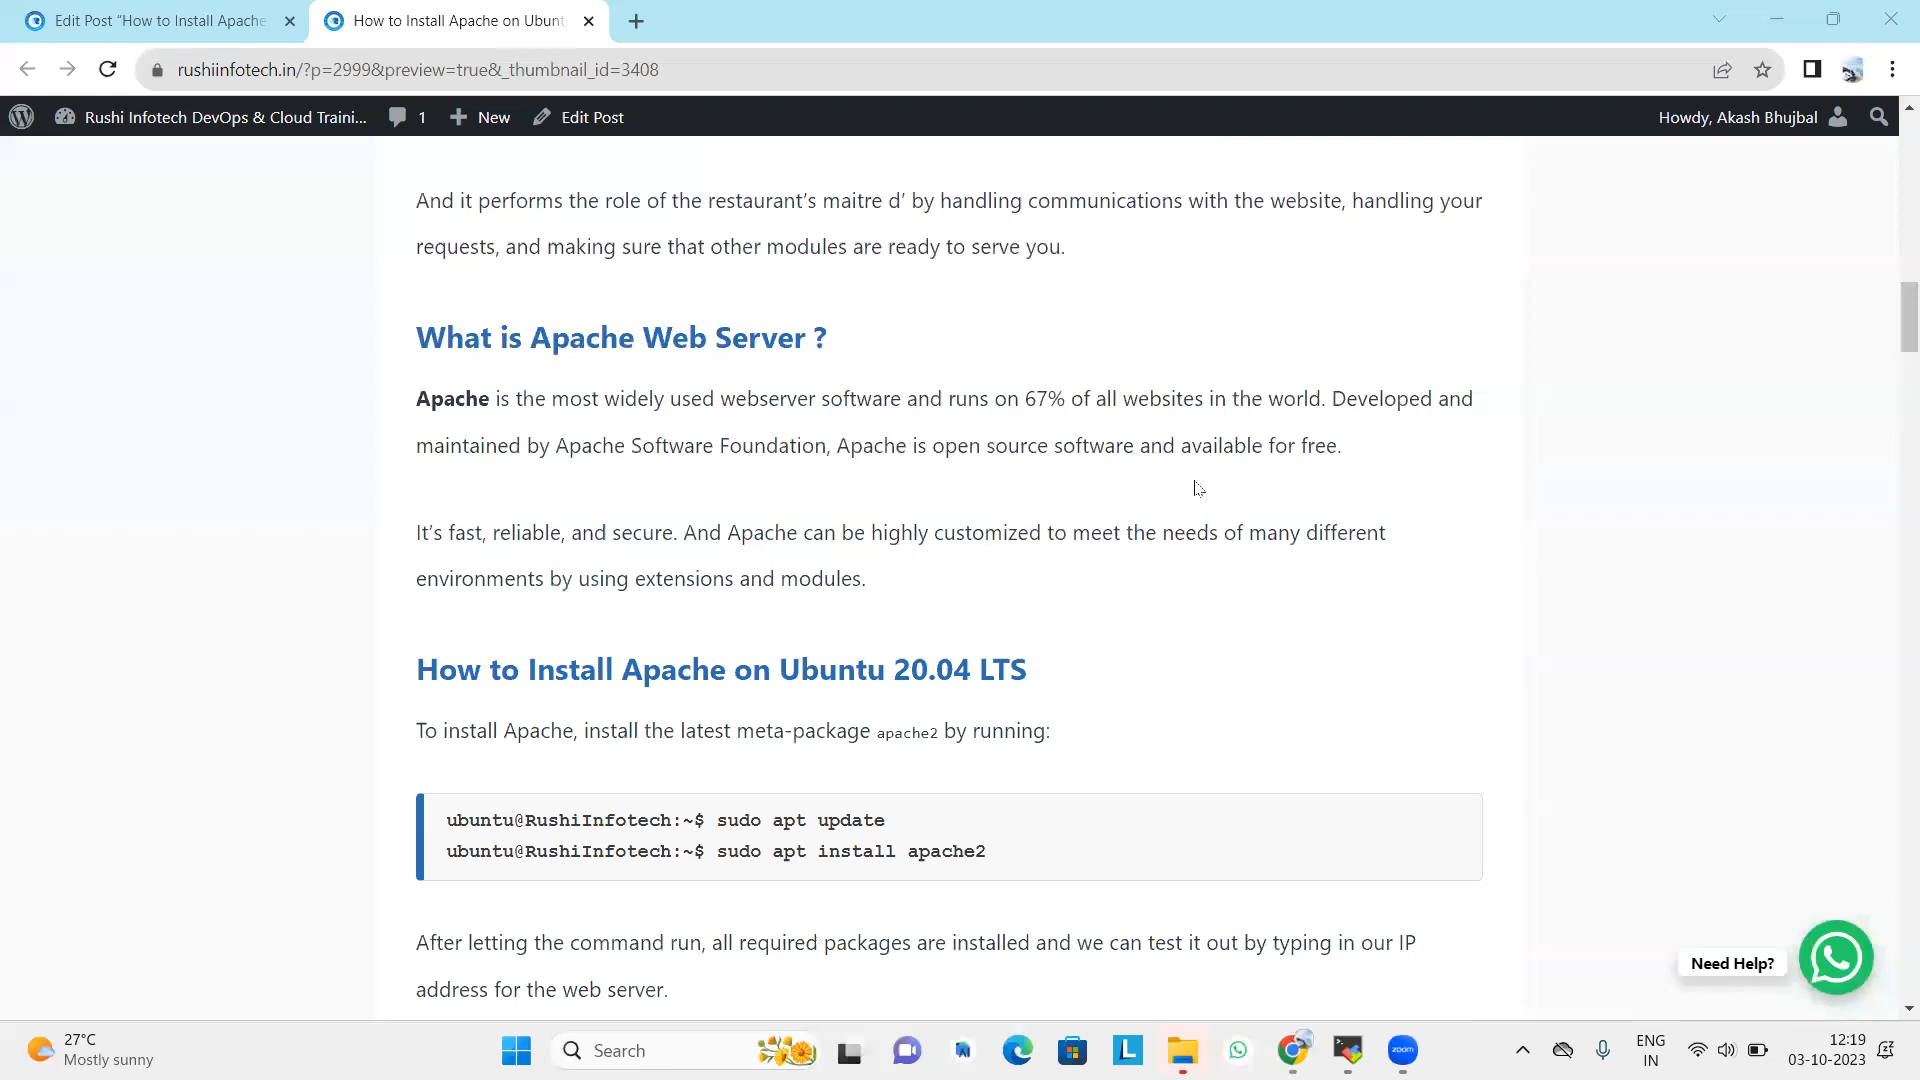 Edit Post “How to Install Apache
How to Install Apache on Ubunt
rushiinfotech.in/?p=2999&preview=true&_thumbnail_id=3408
Rushi Infotech DevOps & Cloud Traini...
1
New
Edit Post
Howdy, Akash Bhujbal
And it performs the role of the restaurant’s maitre d’ by handling communications with the website, handling your
requests, and making sure that other modules are ready to serve you.
What is Apache Web Server ?
Apache is the most widely used webserver software and runs on 67% of all websites in the world. Developed and
maintained by Apache Software Foundation, Apache is open source software and available for free.
It’s fast, reliable, and secure. And Apache can be highly customized to meet the needs of many different
environments by using extensions and modules.
How to Install Apache on Ubuntu 20.04 LTS
To install Apache, install the latest meta-package apache2 by running:
ubuntu@RushiInfotech:~$ sudo apt update
ubuntu@RushiInfotech:~$ sudo apt install apache2
After letting the command run, all required packages are installed and we can test it out by typing in our IP
address for the web server.
Need Help?
27°C
Mostly sunny
Search
L
zoom
ENG
IN
12:19
03-10-2023